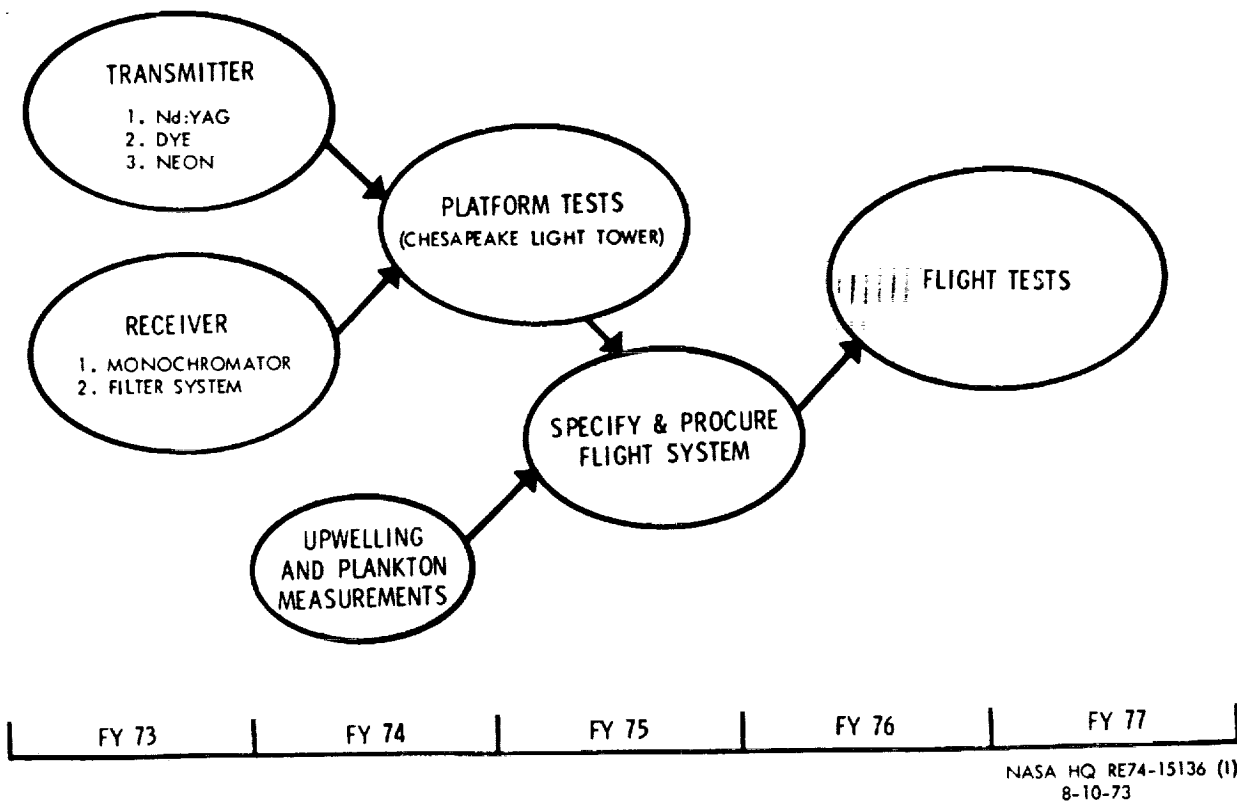 TRANSMITTER
1. Nd:YAG
2. DYE
3. NEON
PLATFORM TESTS
(CHESAPEAKE LIGHT TOWER)
FLIGHT TESTS
RECEIVER
1. MONOCHROMATOR
2. FILTER SYSTEM
SPECIFY & PROCURE
FLIGHT SYSTEM
UPWELLING
AND PLANKTON
MEASUREMENTS
FY 73
FY 74
FY 75
FY 76
FY 77
NASA HQ RE74-15136 (1)
8-10-73